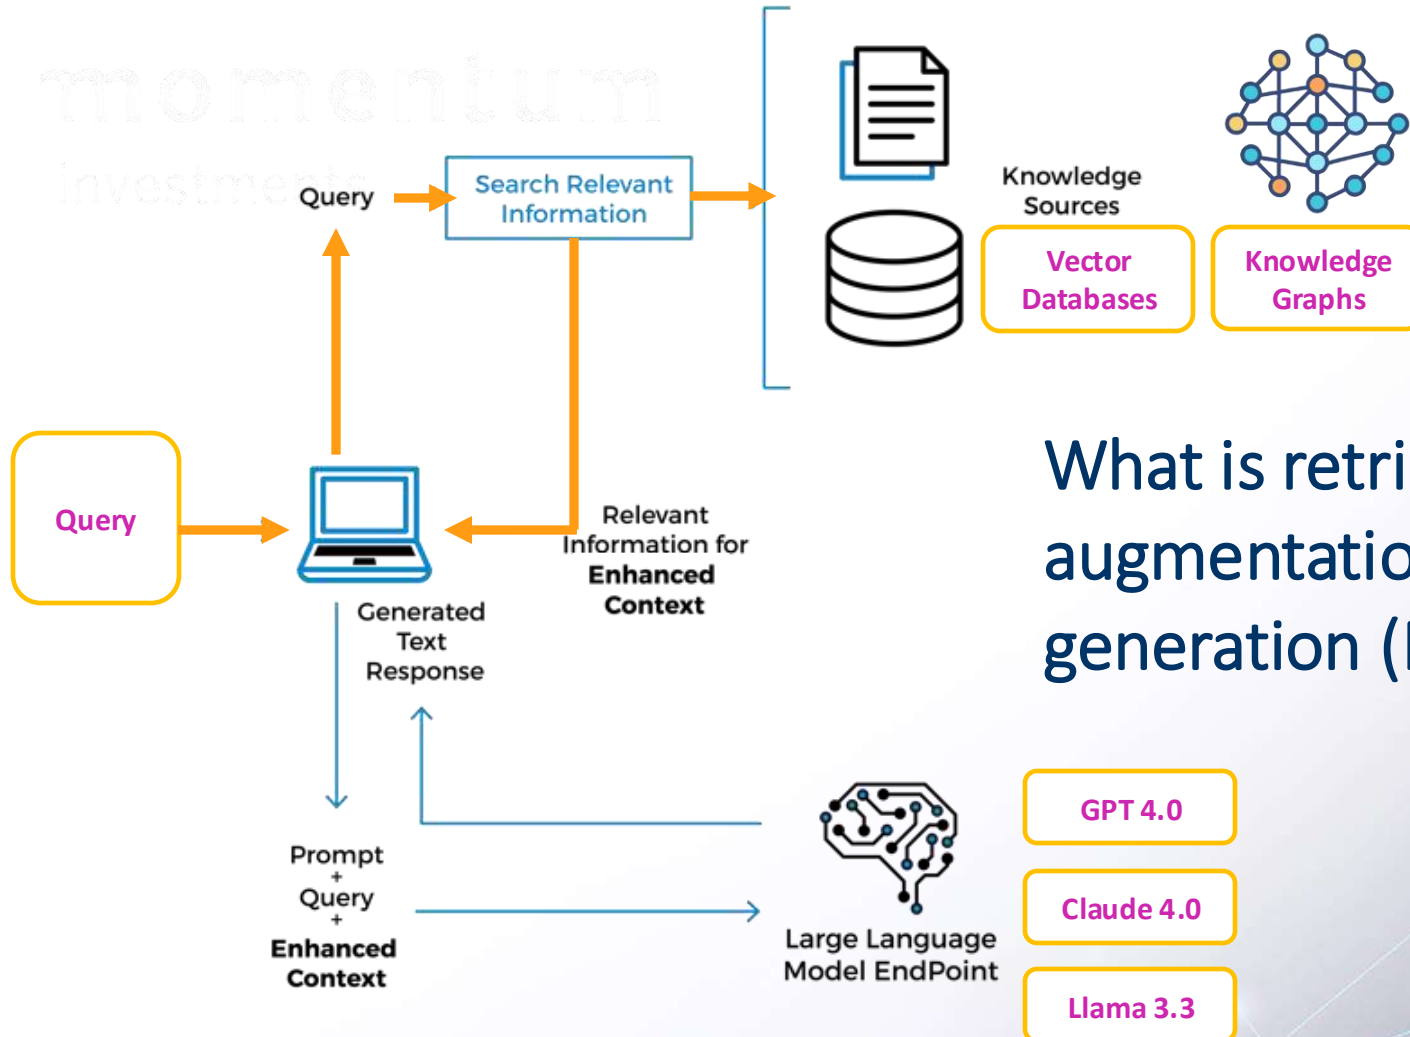 momentum
investments
Query
Search Relevant
Information
Knowledge
Sources
Vector
Databases
Knowledge
Graphs
Query
Relevant
Information for
Enhanced
Context
Generated
Text
Response
What is retri
augmentatio
generation (
Prompt
+
Query
+
Enhanced
Context
Large Language
Model EndPoint
GPT 4.0
Claude 4.0
Llama 3.3